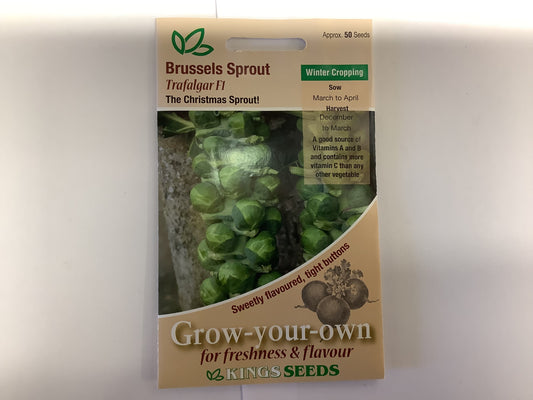 Approx. 50 Seeds
Brussels Sprout
Trafalgar F1
The Christmas Sprout!
Winter Cropping
Sow
March to April
Harvest
December
to March
A good source of
Vitamins A and B
and contains more
vitamin C than any
other vegetable
Sweetly flavoured, tight buttons
Grow-your-own
for freshness & flavour
KINGS SEEDS